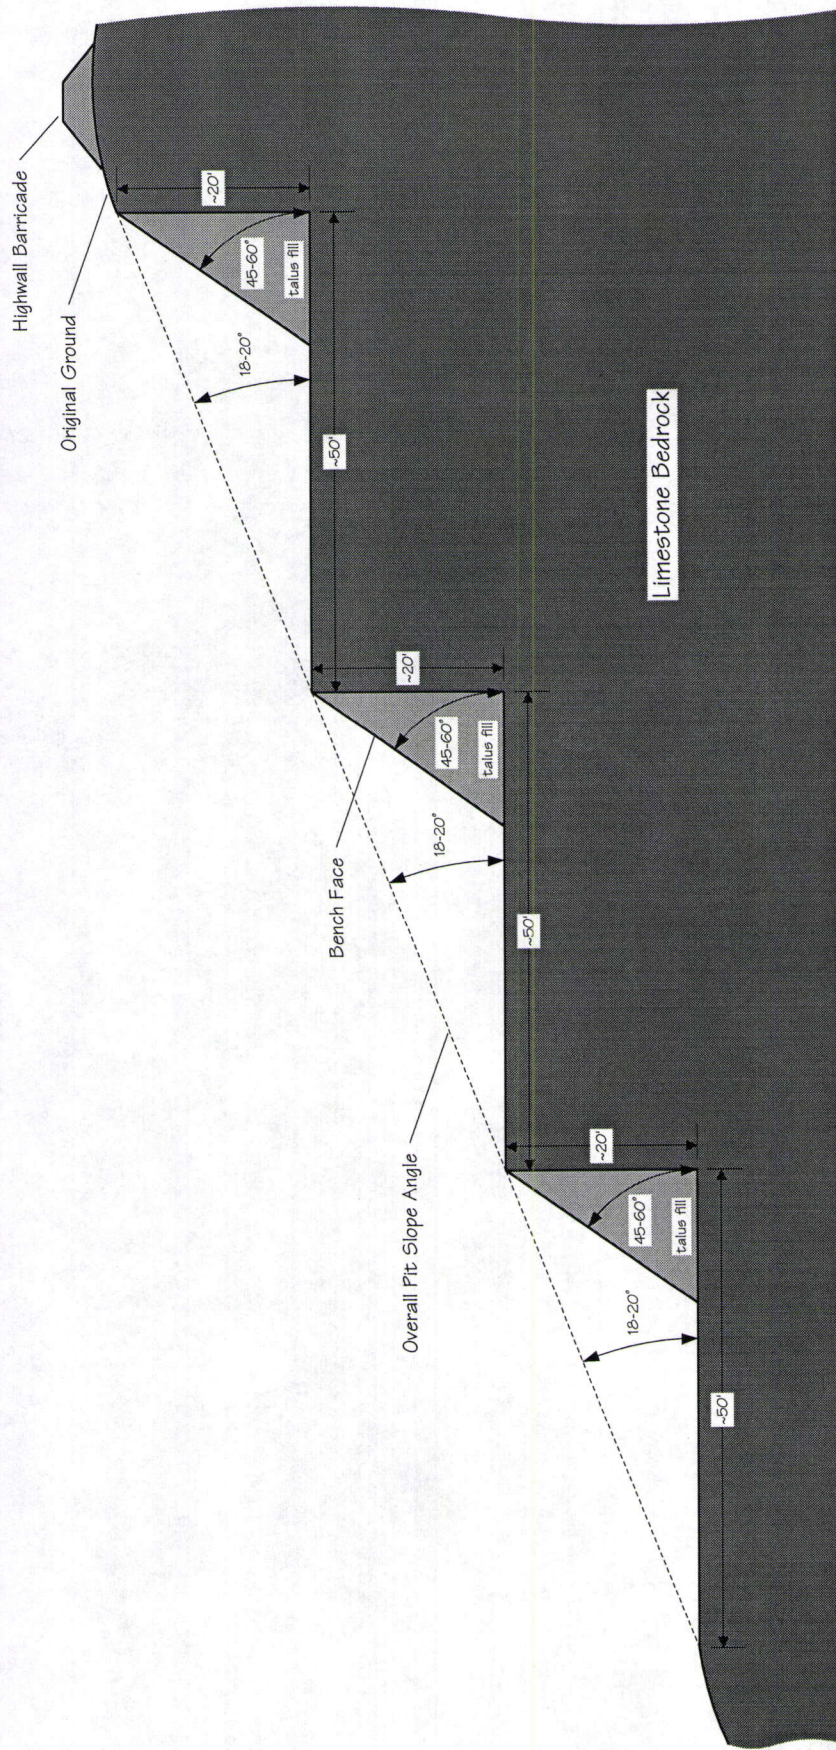 Highwall Barricade
Original Ground
~20'
45-60°
talus fill
18-20°
~50'
~20'
45-60°
talus fill
Bench Face
18-20°
~50'
Limestone Bedrock
Overall Pit Slope Angle
~20'
45-60°
talus fill
18-20°
~50'